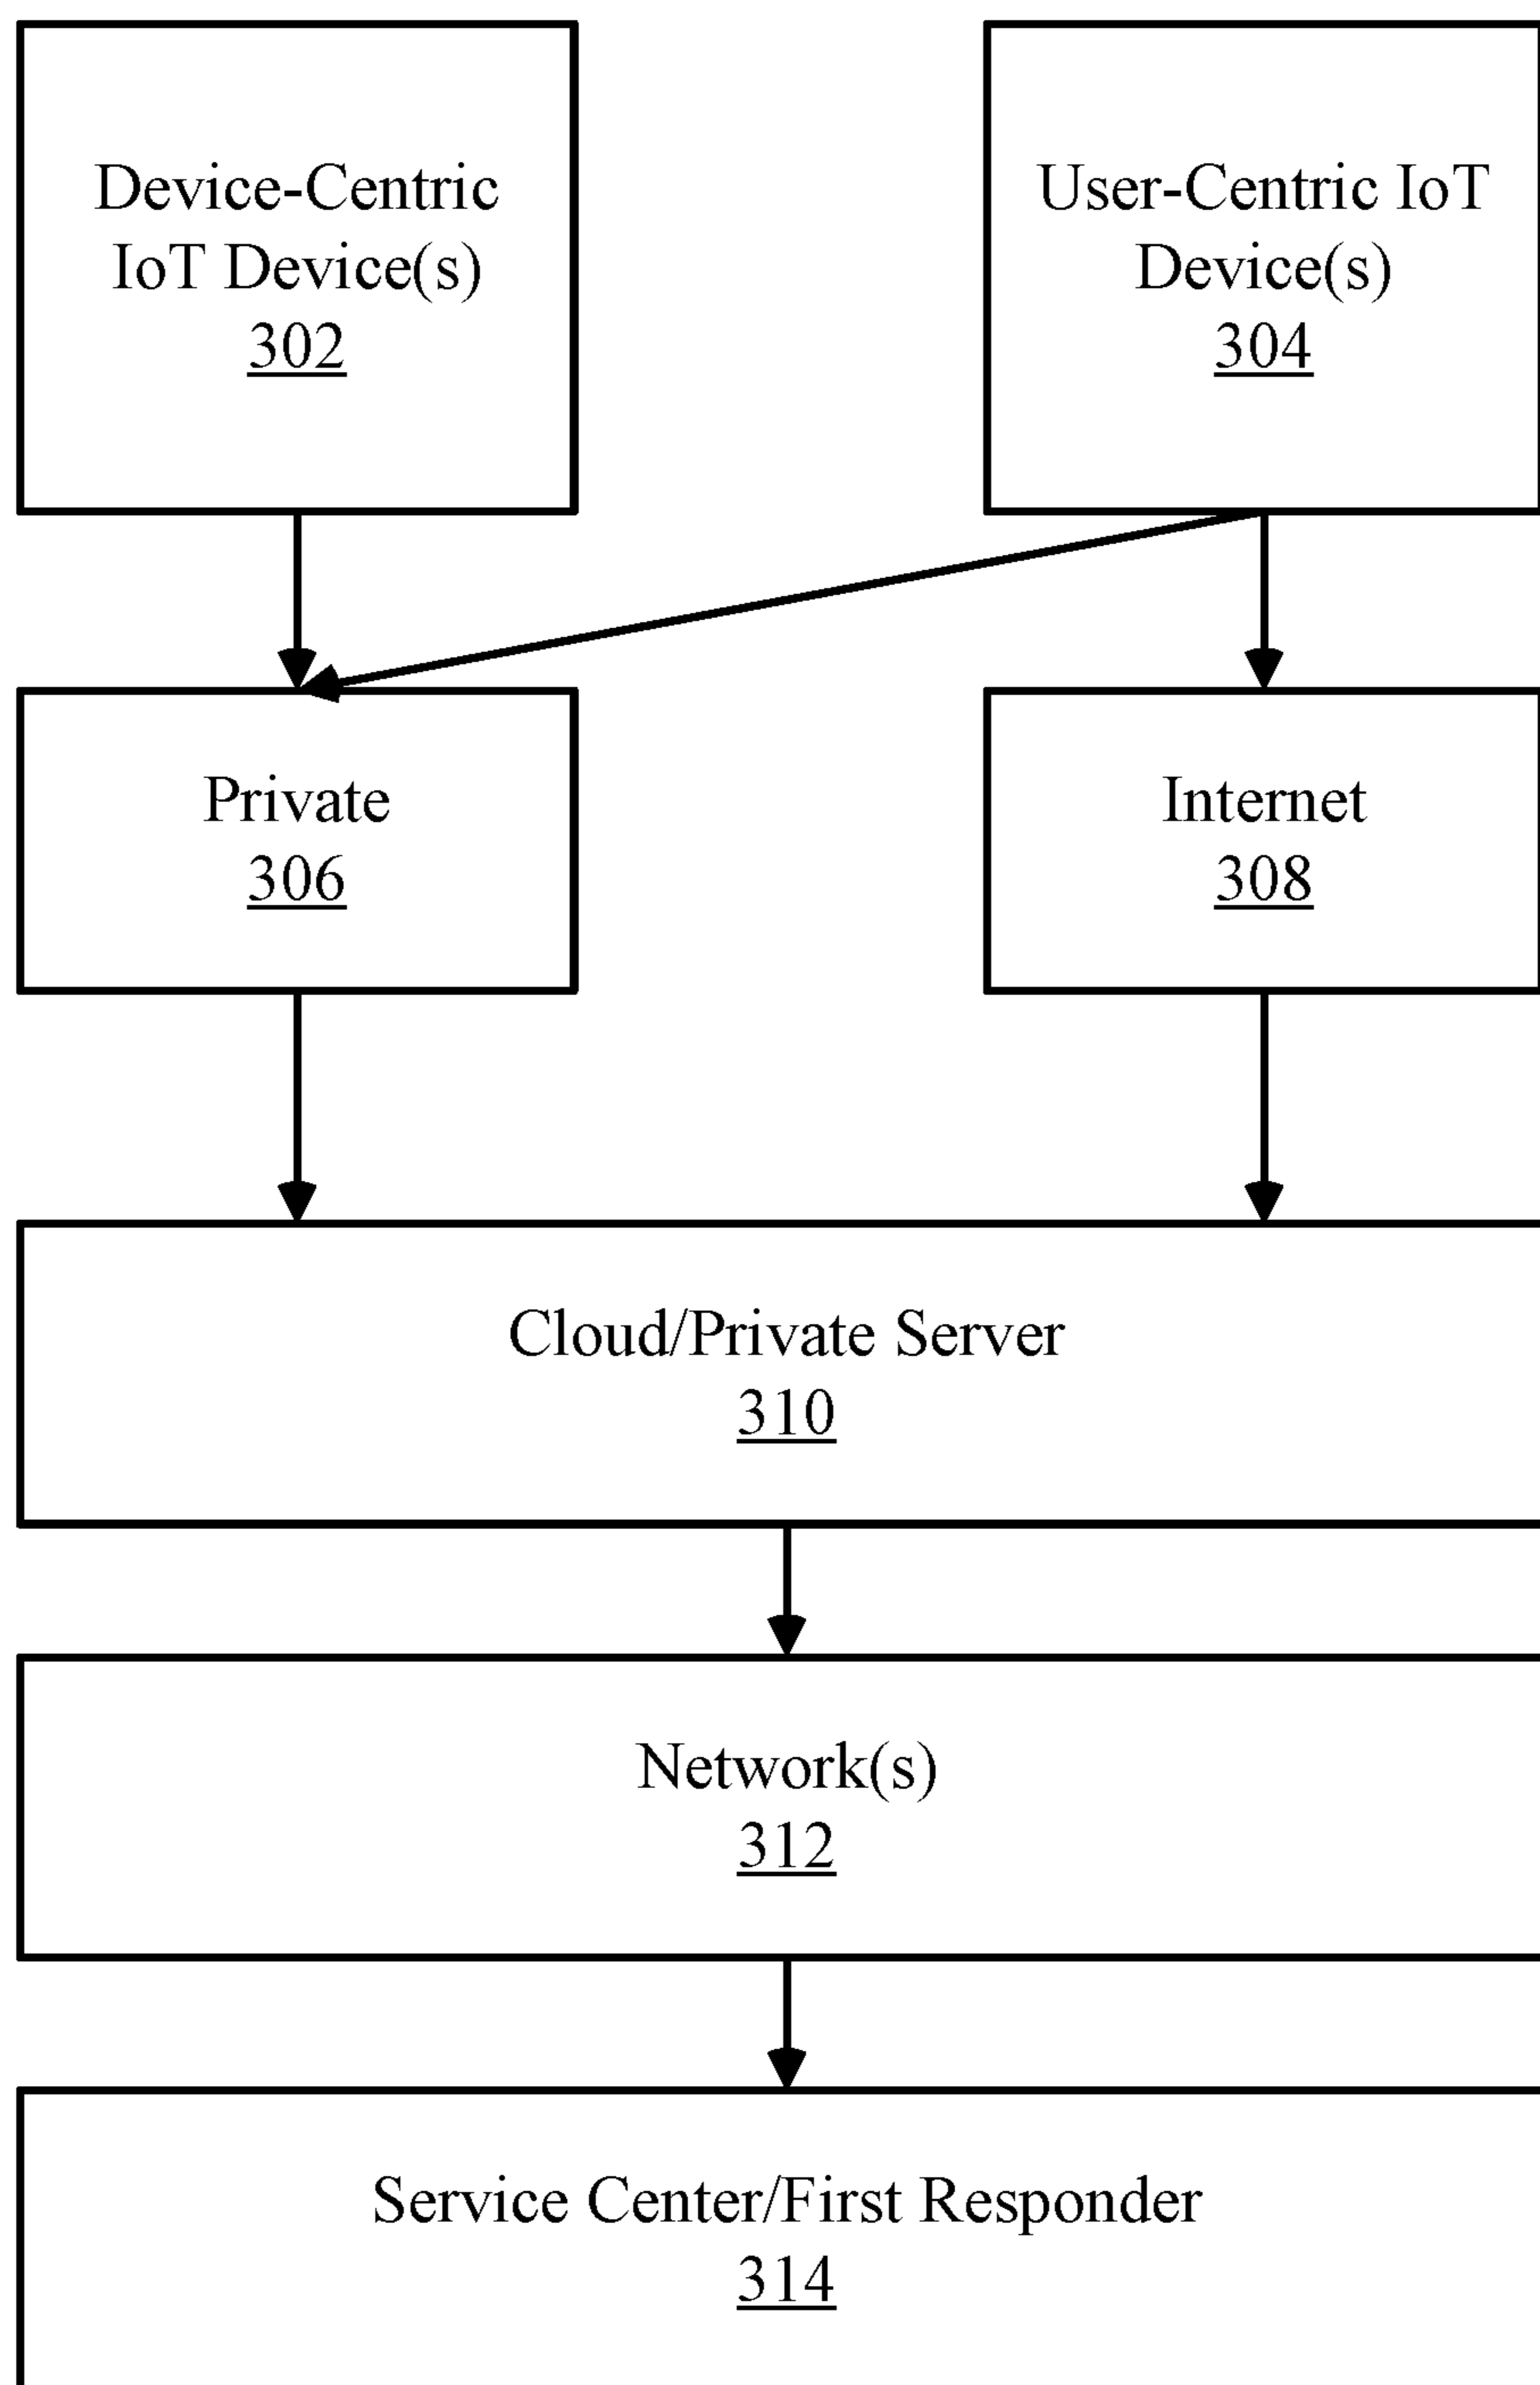 Device-Centric
IoT Device(s)
302
User-Centric IoT
Device(s)
304
Private
306
Internet
308
Cloud/Private Server
310
Network(s)
312
Service Center/First Responder
314